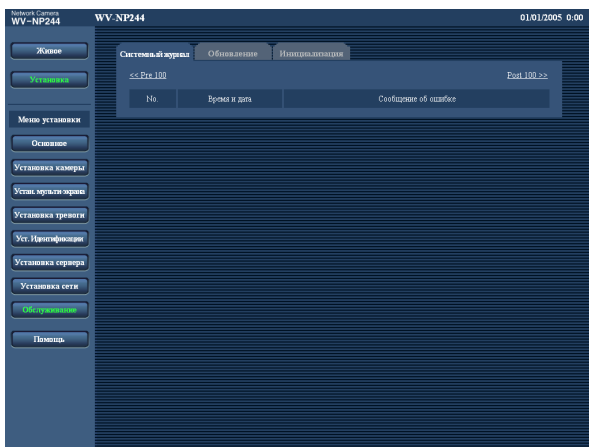 Network Camera
WV-NP244
WV-NP244
01/01/2005 0:00
Живое
Установка
Меню установки
Основное
Установка камеры
Устан. мульти-экрана
Установка тревоги
Уст. Идентификации
Установка сервера
Установка сети
Обслуживание
Помощь
Системный журнал
Обновление
Инициализация
<< Pre 100
Post 100 >>
No.
Время и дата
Сообщение об ошибке